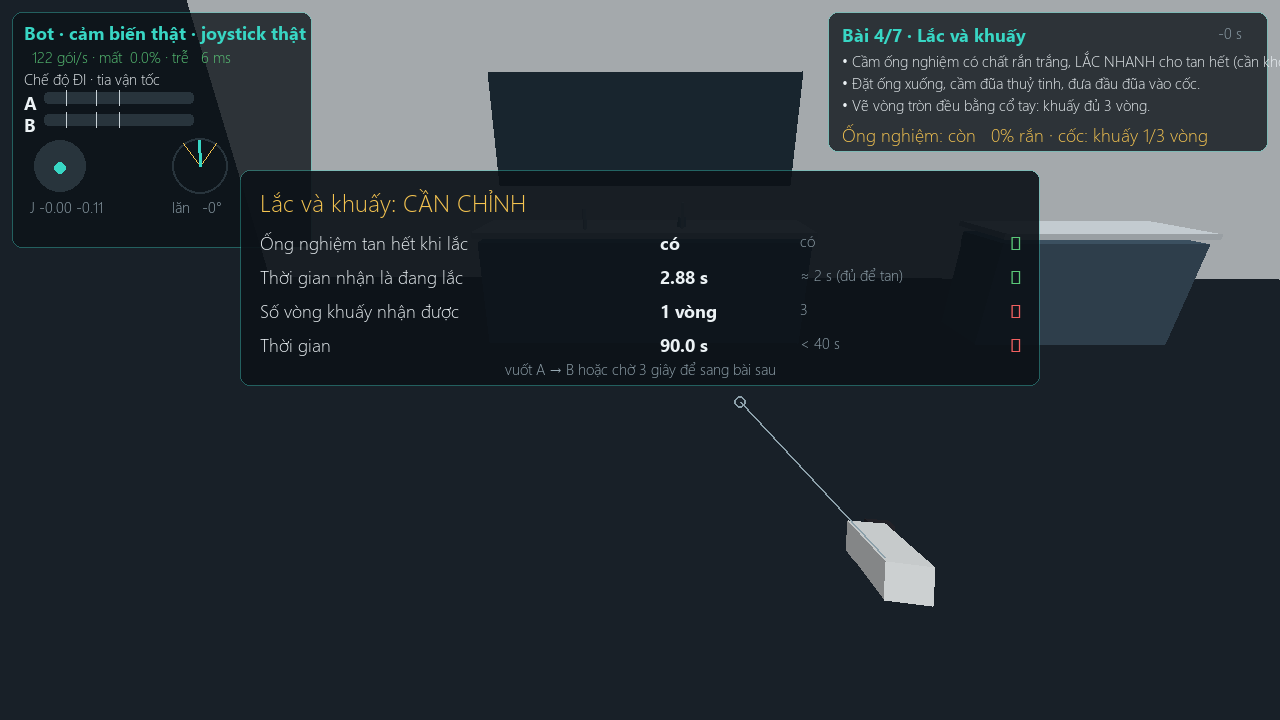 Bot · cảm biến thật · joystick thật
122 gói/s · mất 0.0% · trễ 6 ms
Chế độ ĐI · tia vận tốc
A
B
J -0.00 -0.11
lăn -0°
Bài 4/7 · Lắc và khuấy
-0 s
• Cầm ống nghiệm có chất rắn trắng, LẮC NHANH cho tan hết (cần
• Đặt ống xuống, cầm đũa thuỷ tinh, đưa đầu đũa vào cốc.
• Vẽ vòng tròn đều bằng cổ tay: khuấy đủ 3 vòng.
Ống nghiệm: còn 0% rắn · cốc: khuấy 1/3 vòng
Lắc và khuấy: CẦN CHỈNH
Ống nghiệm tan hết khi lắc có có
Thời gian nhận là đang lắc 2.88 s ≈ 2 s (đủ để tan)
Số vòng khuấy nhận được 1 vòng 3
Thời gian 90.0 s < 40 s
vuốt A → B hoặc chờ 3 giây để sang bài sau